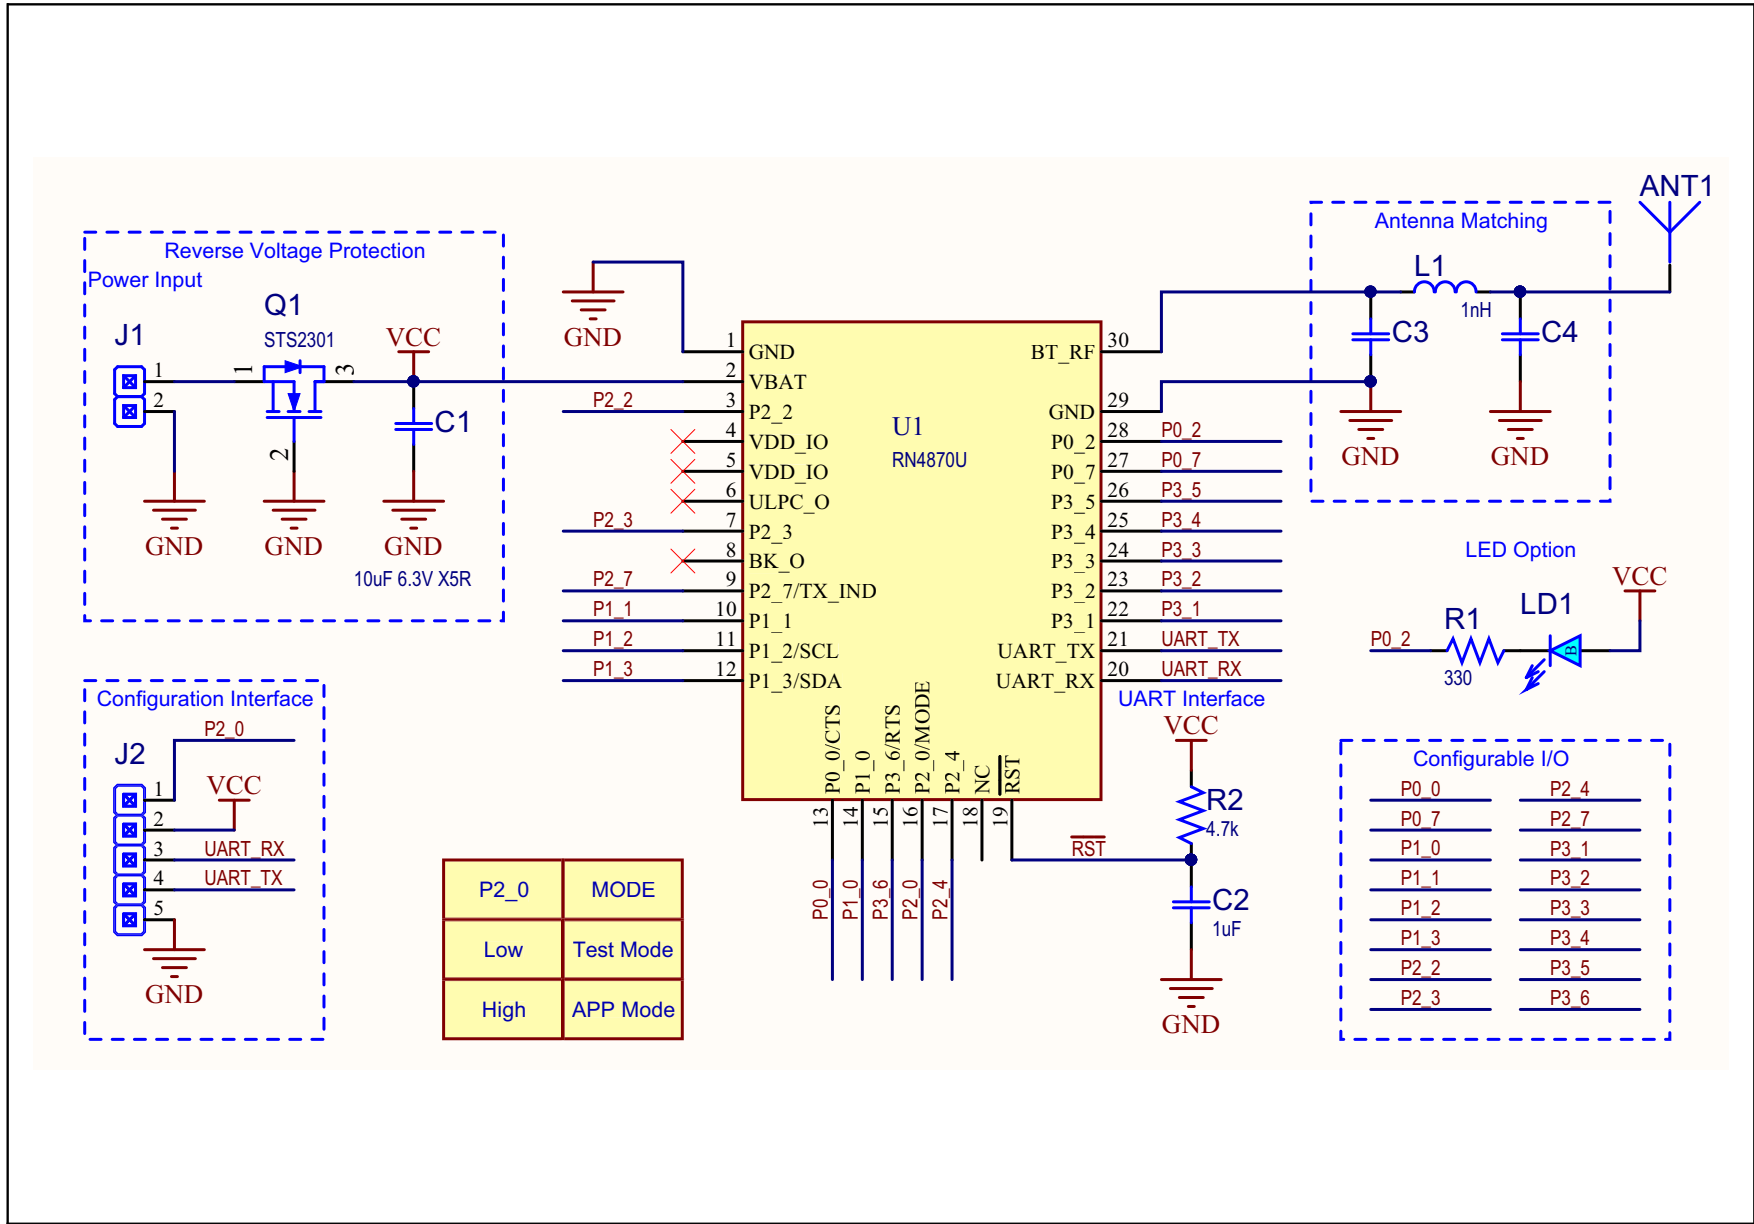 Reverse Voltage Protection
Power Input
Q1
STS2301
J1
1
2
1
3
2
VCC
C1
GND
GND
GND
10uF 6.3V X5R
Configuration Interface
P2_0
J2
VCC
1
2
3
4
5
UART_RX
UART_TX
GND
GND
U1
RN4870U
1
GND
2
VBAT
P2_2
3
P2_2
4
VDD_IO
5
VDD_IO
6
ULPC_O
P2_3
7
P2_3
8
BK_O
P2_7
9
P2_7/TX_IND
P1_1
10
P1_1
P1_2
11
P1_2/SCL
P1_3
12
P1_3/SDA
BT_RF
30
GND
29
P0_2
28
P0_2
P0_7
27
P0_7
P3_5
26
P3_5
P3_4
25
P3_4
P3_3
24
P3_3
P3_2
23
P3_2
P3_1
22
P3_1
UART_TX
21
UART_TX
UART_RX
20
UART_RX
UART Interface
P0_0/CTS
P1_0
P3_6/RTS
P2_0/MODE
P2_4
NC
RST
13
14
15
16
17
18
19
P0_0
P1_0
P3_6
P2_0
P2_4
RST
VCC
R2
4.7k
C2
1uF
GND
P2_0 MODE
Low Test Mode
High APP Mode
ANT1
Antenna Matching
L1
1nH
C3
C4
GND
GND
LED Option
VCC
LD1
B
R1
P0_2
330
Configurable I/O
P0_0 P2_4
P0_7 P2_7
P1_0 P3_1
P1_1 P3_2
P1_2 P3_3
P1_3 P3_4
P2_2 P3_5
P2_3 P3_6